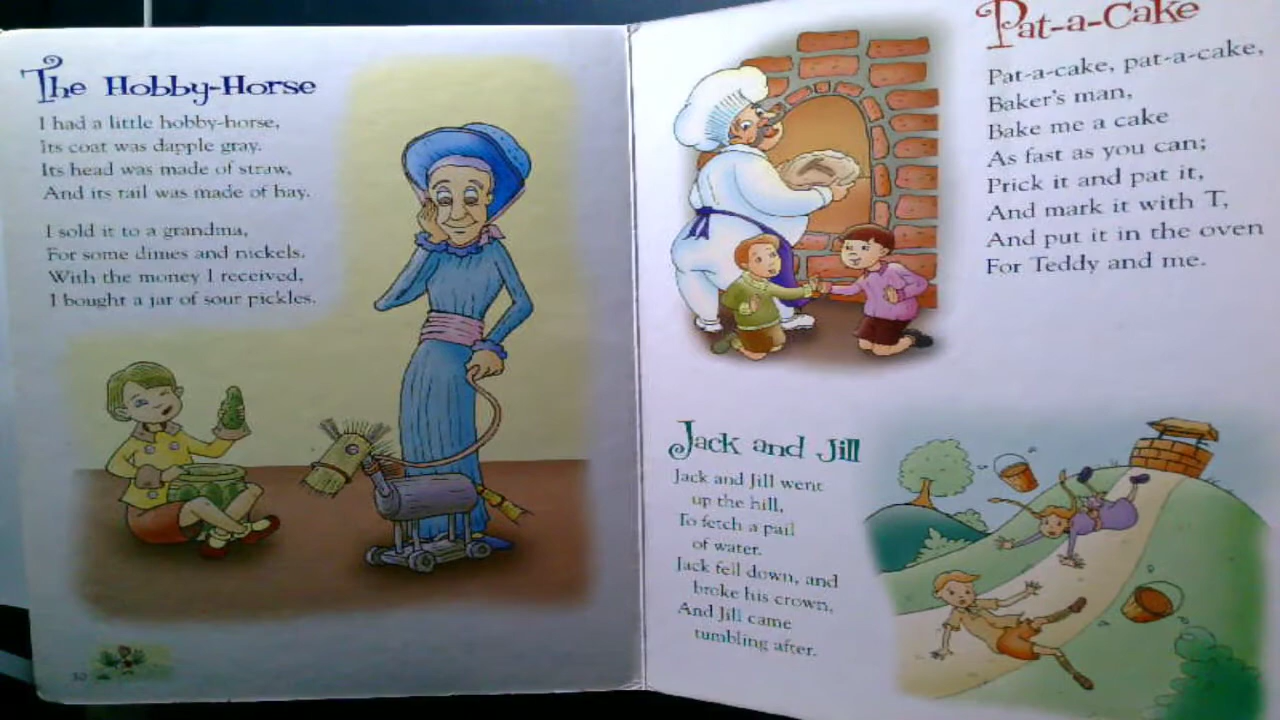 The Hobby-Horse
I had a little hobby-horse,
Its coat was dapple gray.
Its head was made of straw,
And its tail was made of hay.
I sold it to a grandma,
For some dimes and nickels.
With the money I received,
I bought a jar of sour pickles.
30
Pat-a-Cake
Pat-a-cake, pat-a-cake,
Baker's man,
Bake me a cake
As fast as you can;
Prick it and pat it,
And mark it with T,
And put it in the oven
For Teddy and me.
Jack and Jill
Jack and Jill went
up the hill,
To fetch a pail
of water.
Jack fell down, and
broke his crown,
And Jill came
tumbling after.